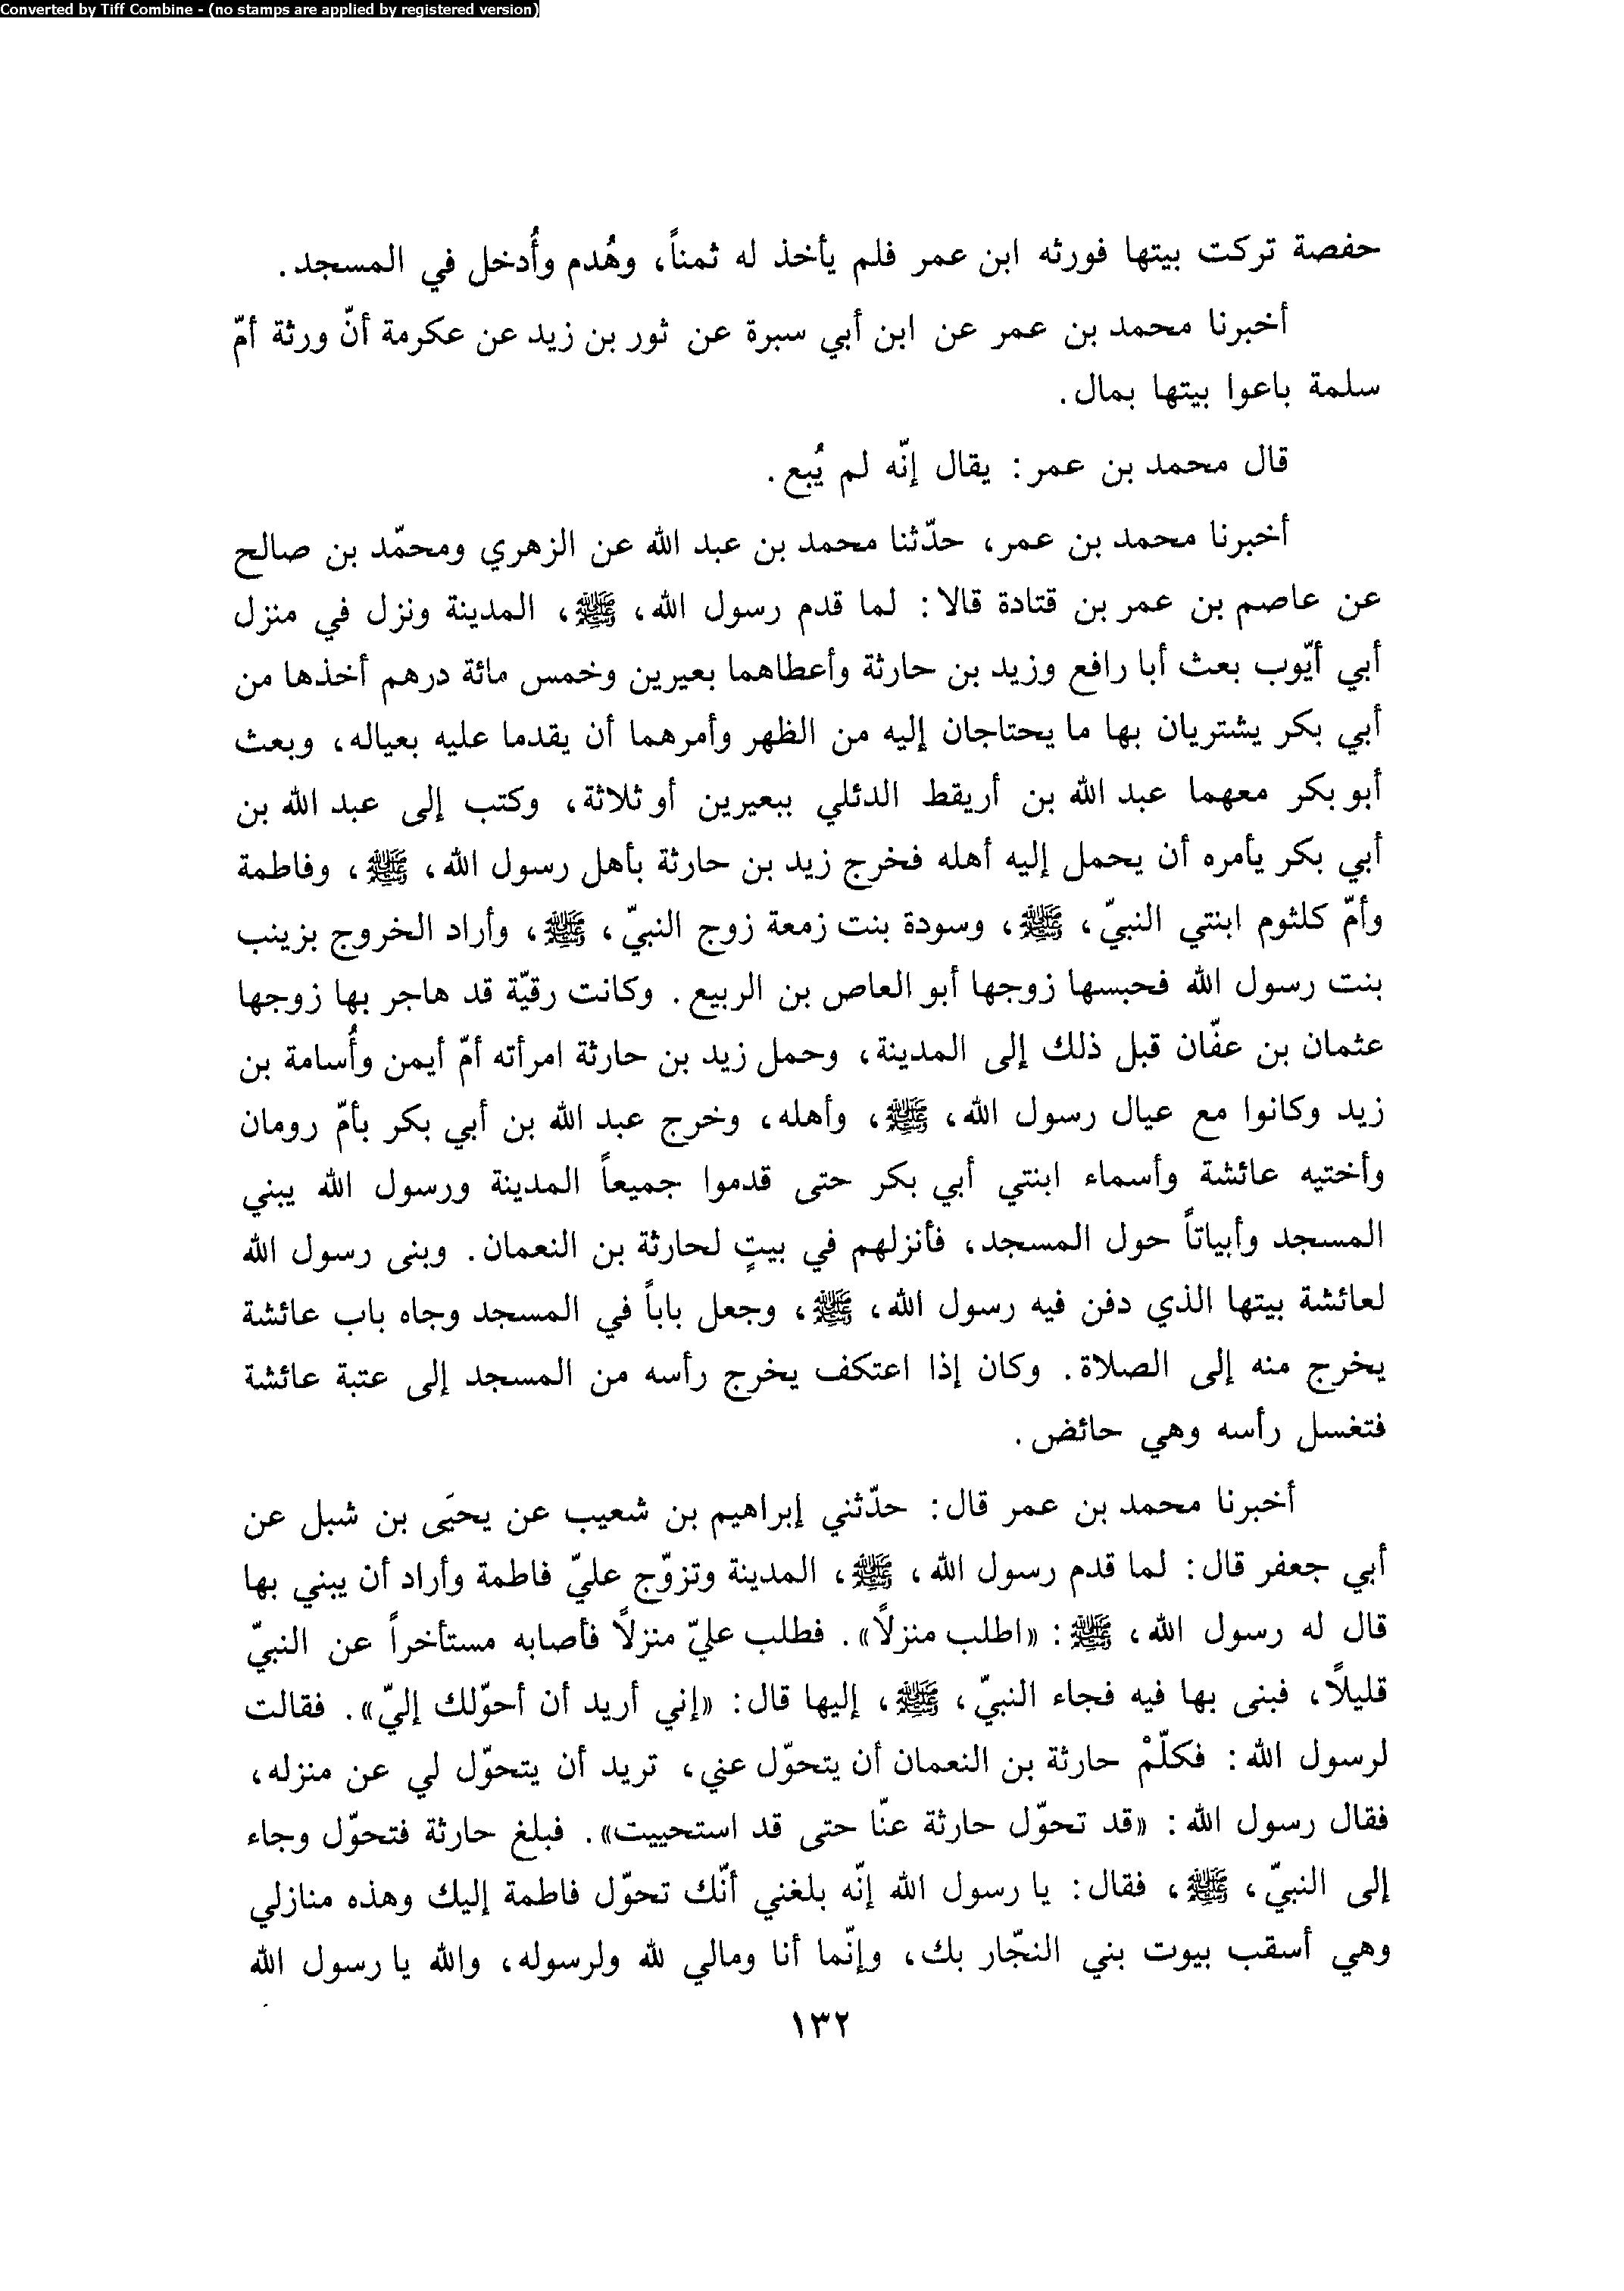 Converted by Tiff Combine - (no stamps are applied by registered version)
حفصة تركت بيتها فورثه ابن عمر فلم يأخذ له ثمناً، وهُدم وأُدخل في المسجد.
أخبرنا محمد بن عمر عن ابن أبي سبرة عن ثور بن زيد عن عكرمة أنّ ورثة أمّ
سلمة باعوا بيتها بمال.
قال محمد بن عمر: يقال إنّه لم يُبع.
أخبرنا محمد بن عمر، حدّثنا محمد بن عبد الله عن الزهري ومحمّد بن صالح
عن عاصم بن عمر بن قتادة قالا: لما قدم رسول الله، ﷺ، المدينة ونزل في منزل
أبي أيّوب بعث أبا رافع وزيد بن حارثة وأعطاهما بعيرين وخمس مائة درهم أخذها من
أبي بكر يشتريان بها ما يحتاجان إليه من الظهر وأمرهما أن يقدما عليه بعياله، وبعث
أبو بكر معهما عبد الله بن أريقط الدئلي ببعيرين أو ثلاثة، وكتب إلى عبد الله بن
أبي بكر يأمره أن يحمل إليه أهله فخرج زيد بن حارثة بأهل رسول الله، ﷺ، وفاطمة
وأمّ كلثوم ابنتي النبيّ، ﷺ، وسودة بنت زمعة زوج النبيّ، ﷺ، وأراد الخروج بزينب
بنت رسول الله فحبسها زوجها أبو العاص بن الربيع. وكانت رقيّة قد هاجر بها زوجها
عثمان بن عفّان قبل ذلك إلى المدينة، وحمل زيد بن حارثة امرأته أمّ أيمن وأُسامة بن
زيد وكانوا مع عيال رسول الله، ﷺ، وأهله، وخرج عبد الله بن أبي بكر بأمّ رومان
وأختيه عائشة وأسماء ابنتي أبي بكر حتى قدموا جميعاً المدينة ورسول الله يبني
المسجد وأبياتاً حول المسجد، فأنزلهم في بيتٍ لحارثة بن النعمان. وبنى رسول الله
لعائشة بيتها الذي دفن فيه رسول الله، ﷺ، وجعل باباً في المسجد وجاه باب عائشة
يخرج منه إلى الصلاة. وكان إذا اعتكف يخرج رأسه من المسجد إلى عتبة عائشة
فتغسل رأسه وهي حائض.
أخبرنا محمد بن عمر قال: حدّثني إبراهيم بن شعيب عن يحيَى بن شبل عن
أبي جعفر قال: لما قدم رسول الله، ﷺ، المدينة وتزوّج عليّ فاطمة وأراد أن يبني بها
قال له رسول الله، ﷺ: «اطلب منزلًا». فطلب عليّ منزلًا فأصابه مستأخراً عن النبيّ
قليلًا، فبنى بها فيه فجاء النبيّ، ﷺ، إليها قال: «إني أريد أن أحوّلك إليّ». فقالت
لرسول الله: فكلّمْ حارثة بن النعمان أن يتحوّل عني، تريد أن يتحوّل لي عن منزله،
فقال رسول الله: «قد تحوّل حارثة عنّا حتى قد استحييت». فبلغ حارثة فتحوّل وجاء
إلى النبيّ، ﷺ، فقال: يا رسول الله إنّه بلغني أنّك تحوّل فاطمة إليك وهذه منازلي
وهي أسقب بيوت بني النجّار بك، وإنّما أنا ومالي لله ولرسوله، والله يا رسول الله
١٣٢